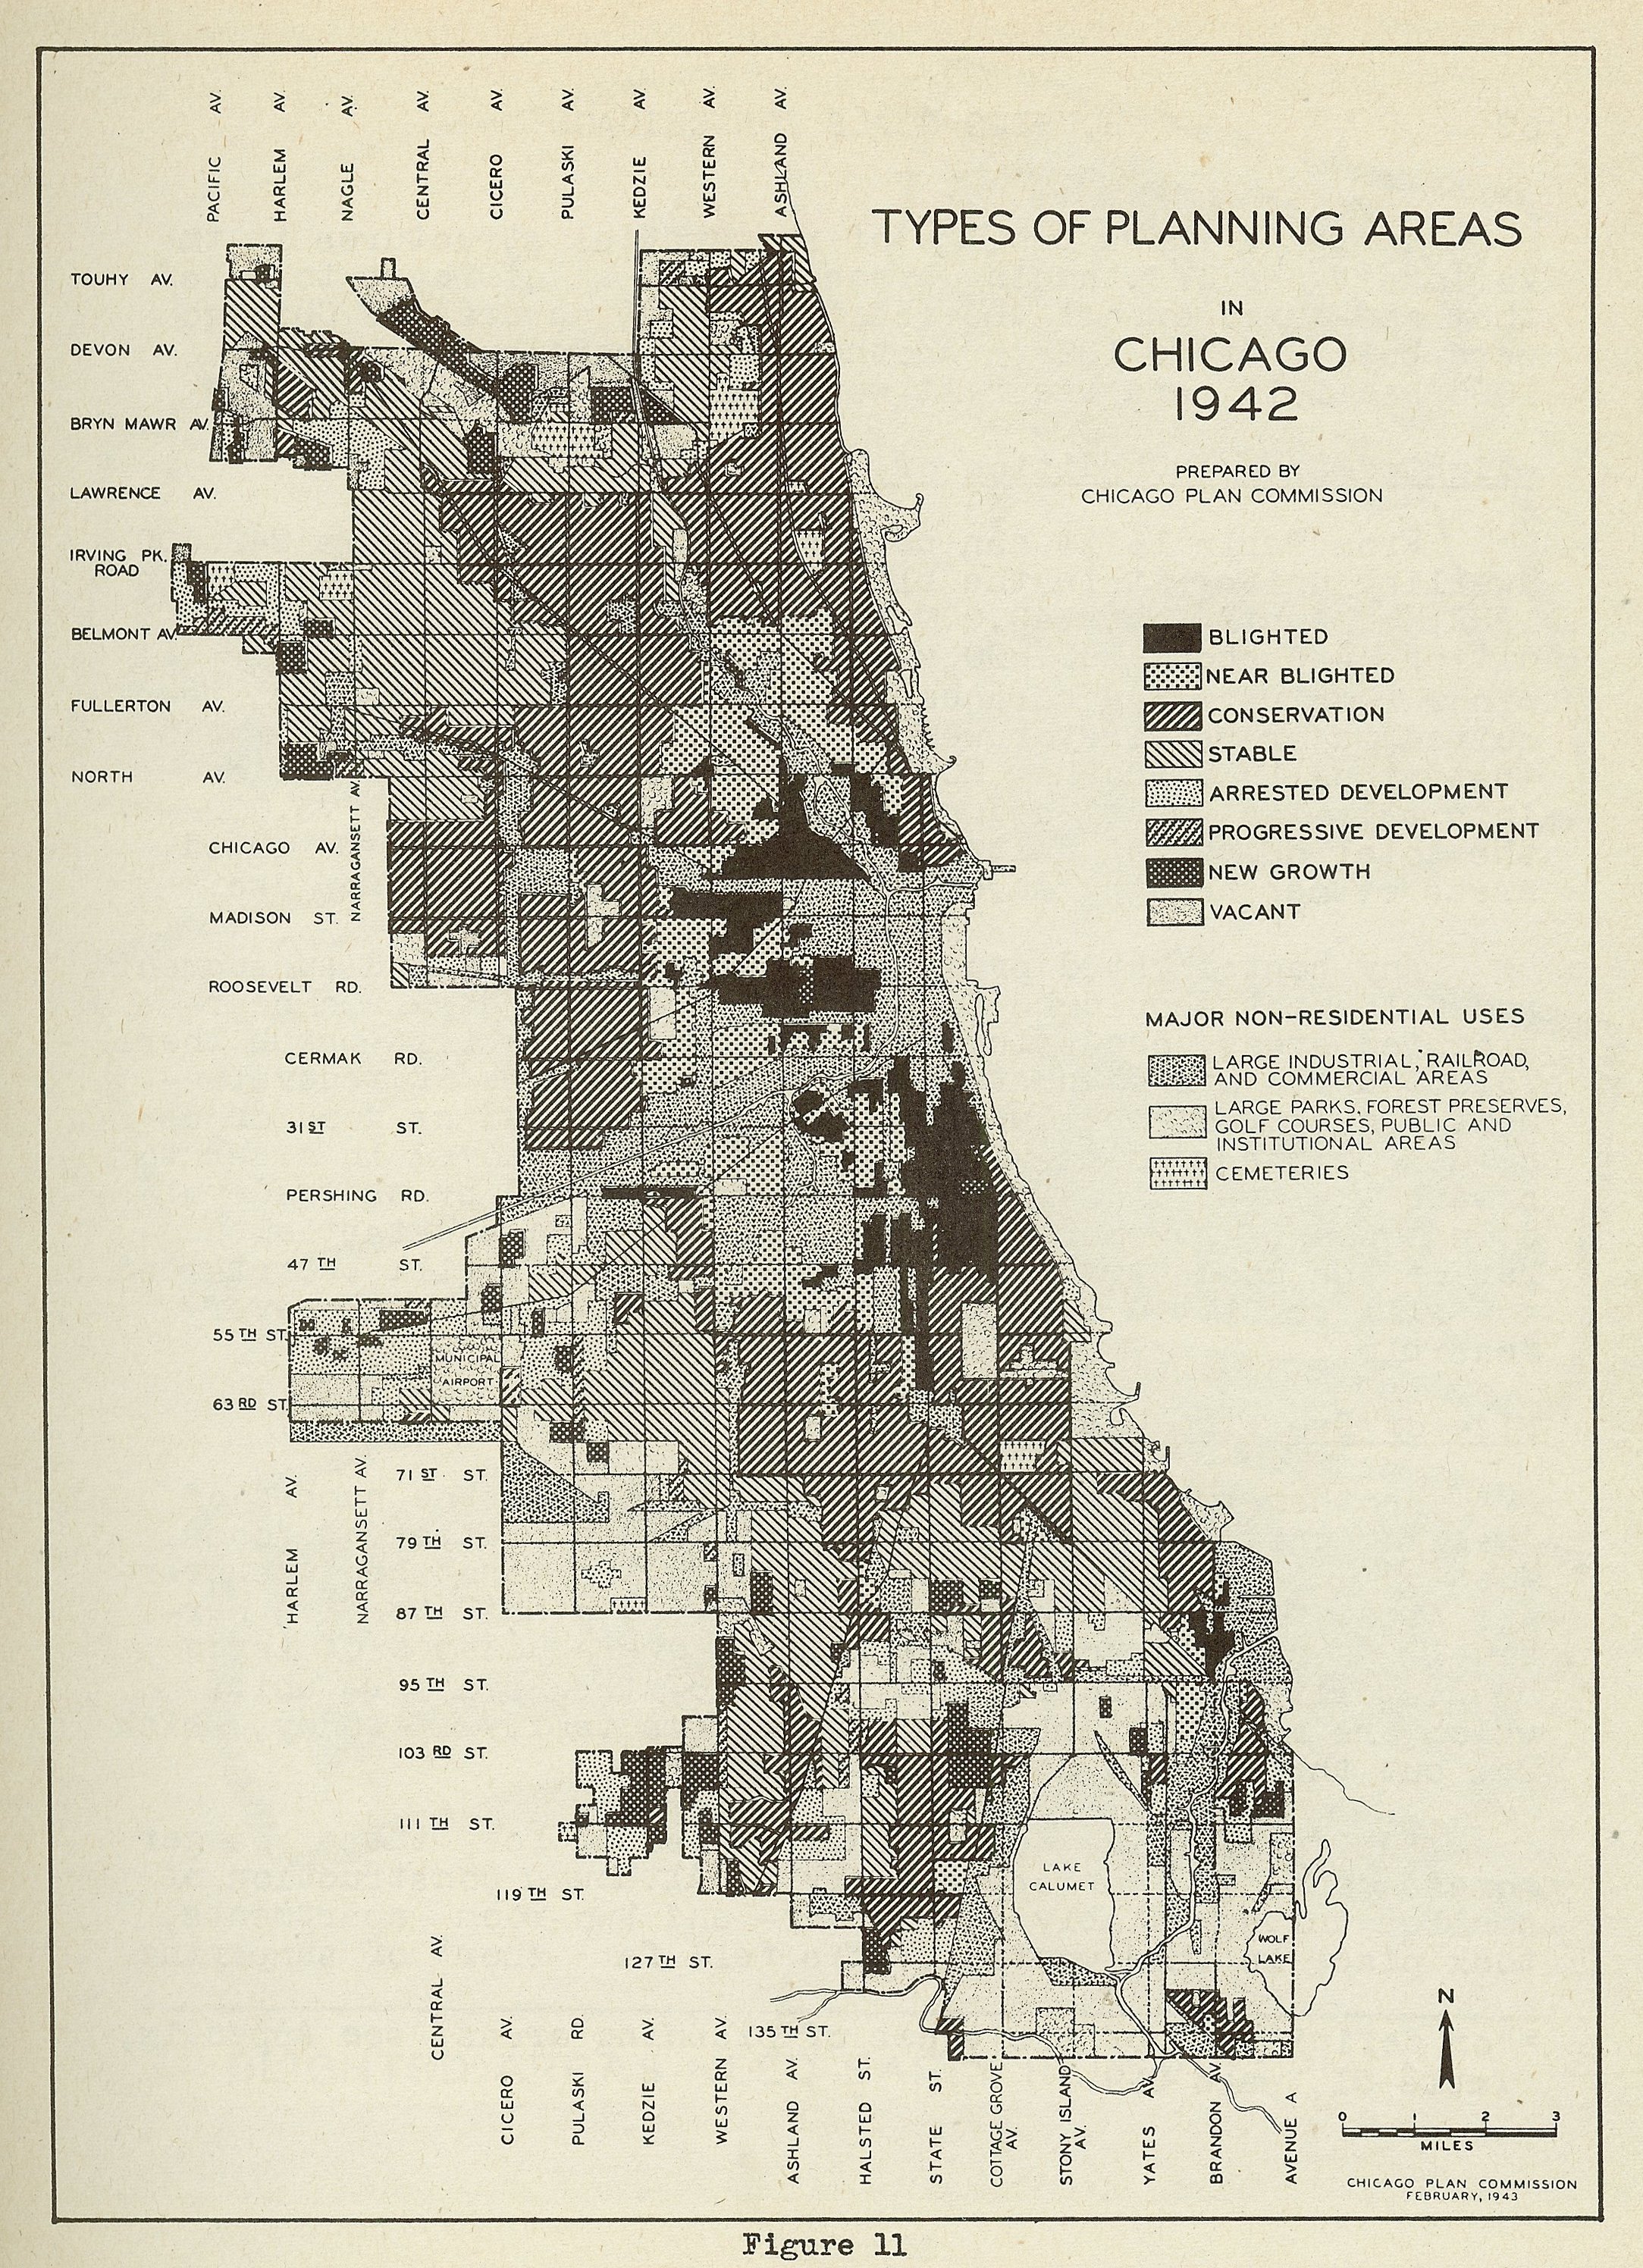 PACIFIC AV.
HARLEM AV.
NAGLE AV.
CENTRAL AV.
CICERO AV.
PULASKI AV.
KEDZIE AV.
WESTERN AV.
ASHLAND AV.
TYPES OF PLANNING AREAS
IN
CHICAGO
1942
PREPARED BY
CHICAGO PLAN COMMISSION
TOUHY AV.
DEVON AV.
BRYN MAWR AV.
LAWRENCE AV.
IRVING PK.
ROAD
BELMONT AV.
FULLERTON AV.
NORTH AV.
NARRAGANSETT AV.
CHICAGO AV.
MADISON ST.
ROOSEVELT RD.
CERMAK RD.
31ST ST.
PERSHING RD.
47TH ST.
55TH ST.
63RD ST.
MUNICIPAL
AIRPORT
HARLEM AV.
NARRAGANSETT AV.
71ST ST.
79TH ST.
87TH ST.
95TH ST.
103RD ST.
111TH ST.
119TH ST.
127TH ST.
135TH ST.
BLIGHTED
NEAR BLIGHTED
CONSERVATION
STABLE
ARRESTED DEVELOPMENT
PROGRESSIVE DEVELOPMENT
NEW GROWTH
VACANT
MAJOR NON-RESIDENTIAL USES
LARGE INDUSTRIAL, RAILROAD,
AND COMMERCIAL AREAS
LARGE PARKS, FOREST PRESERVES,
GOLF COURSES, PUBLIC AND
INSTITUTIONAL AREAS
CEMETERIES
LAKE
CALUMET
WOLF
LAKE
CENTRAL AV.
CICERO AV.
PULASKI RD.
KEDZIE AV.
WESTERN AV.
ASHLAND AV.
HALSTED ST.
STATE ST.
COTTAGE GROVE
AV.
STONY ISLAND
AV.
YATES AV.
BRANDON AV.
AVENUE A
N
0 1 2 3
MILES
CHICAGO PLAN COMMISSION
FEBRUARY, 1943
Figure 11